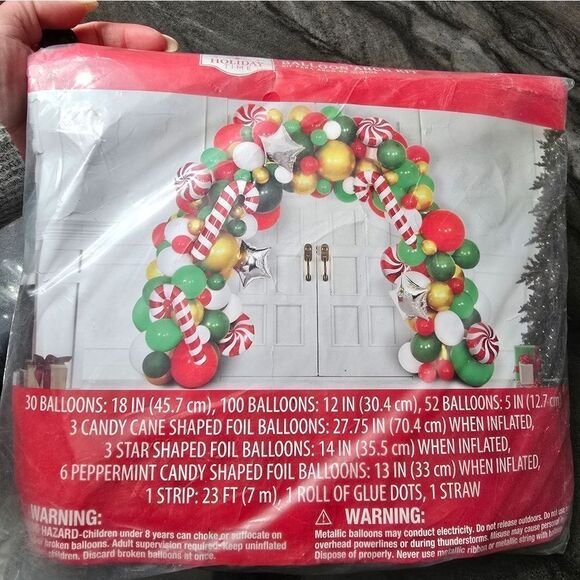 HOLIDAY
TIME
BALLOON ARCH KIT
30 BALLOONS: 18 IN (45.7 cm), 100 BALLOONS: 12 IN (30.4 cm), 52 BALLOONS: 5 IN (12.7 cm
3 CANDY CANE SHAPED FOIL BALLOONS: 27.75 IN (70.4 cm) WHEN INFLATED,
3 STAR SHAPED FOIL BALLOONS: 14 IN (35.5 cm) WHEN INFLATED,
6 PEPPERMINT CANDY SHAPED FOIL BALLOONS: 13 IN (33 cm) WHEN INFLATED,
1 STRIP: 23 FT (7 m), 1 ROLL OF GLUE DOTS, 1 STRAW
WARNING:
HAZARD-Children under 8 years can choke or suffocate on
broken balloons. Adult supervision required. Keep uninflated
children. Discard broken balloons at once.
⚠ WARNING:
Metallic balloons may conduct electricity. Do not release outdoors. Do not
overhead powerlines or during thunderstorms. Misuse may cause personal
Dispose of properly. Never use metallic ribbon or metallic string with